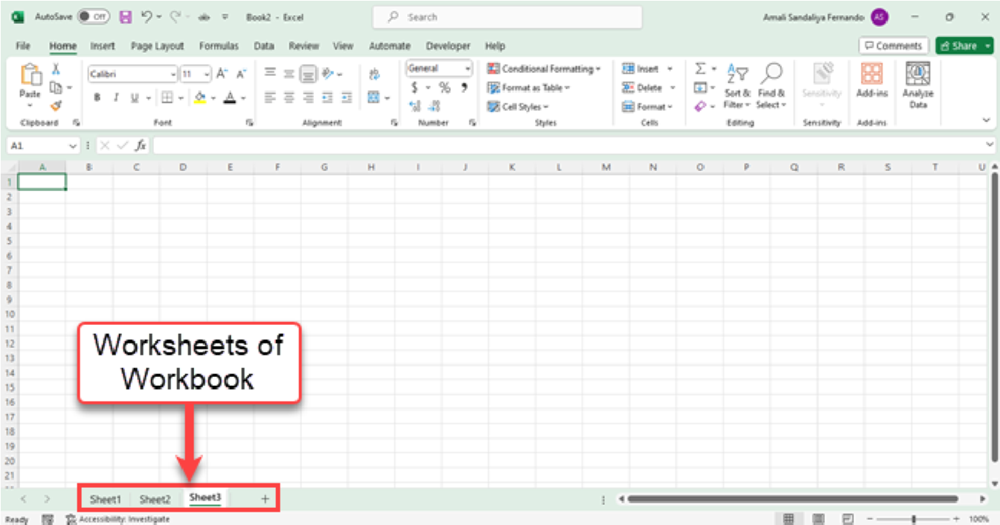 AutoSave Off Book2 - Excel Search Amali Sandaliya Fernando AS
File Home Insert Page Layout Formulas Data Review View Automate Developer Help Comments Share
Calibri 11 General Conditional Formatting Insert
Paste B I U $ % Format as Table Delete Sort & Find & Sensitivity Add-ins Analyze
Cell Styles Format Filter Select Data
Clipboard Font Alignment Number Styles Cells Editing Sensitivity Add-ins
A1 fx
A B C D E F G H I J K L M N O P Q R S T U
1
2
3
4
5
6
7
8
9
10
11
12
13
14
15
16
17
18
19
20
21
Worksheets of
Workbook
Sheet1 Sheet2 Sheet3 +
Ready Accessibility: Investigate 100%